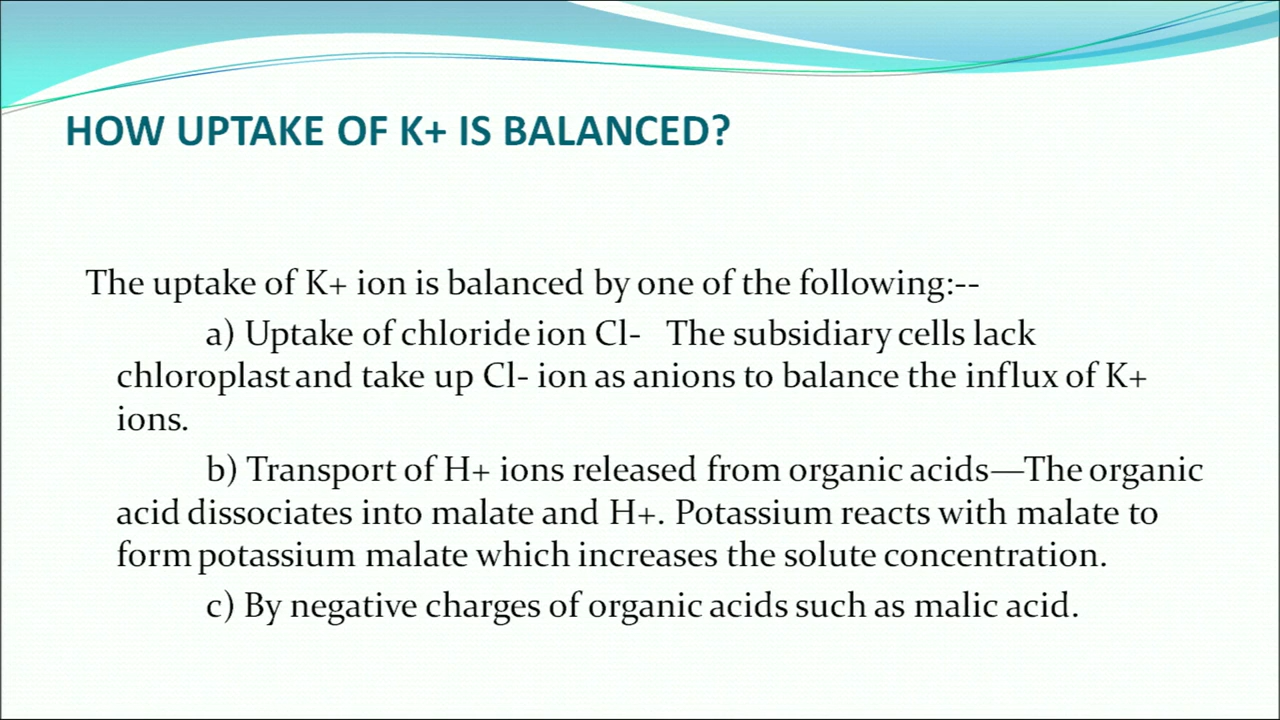 HOW UPTAKE OF K+ IS BALANCED?
The uptake of K+ ion is balanced by one of the following:--
a) Uptake of chloride ion Cl- The subsidiary cells lack
chloroplast and take up Cl- ion as anions to balance the influx of K+
ions.
b) Transport of H+ ions released from organic acids—The organic
acid dissociates into malate and H+. Potassium reacts with malate to
form potassium malate which increases the solute concentration.
c) By negative charges of organic acids such as malic acid.